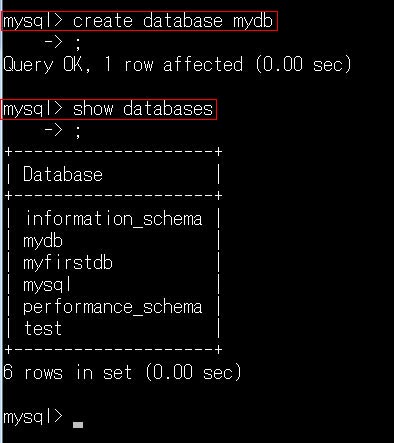 mysql> create database mydb
    -> ;
Query OK, 1 row affected (0.00 sec)
mysql> show databases
    -> ;
+--------------------+
| Database           |
+--------------------+
| information_schema |
| mydb               |
| myfirstdb          |
| mysql              |
| performance_schema |
| test               |
+--------------------+
6 rows in set (0.00 sec)
mysql> _